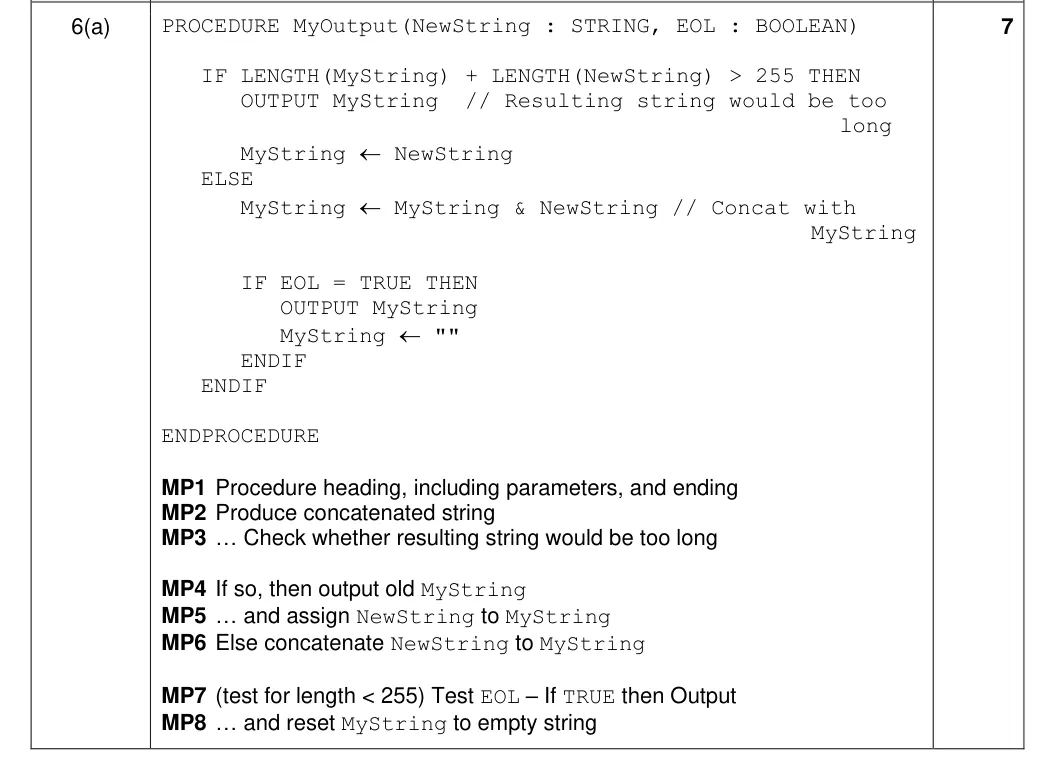 6(a) PROCEDURE MyOutput(NewString : STRING, EOL : BOOLEAN) 7
IF LENGTH(MyString) + LENGTH(NewString) > 255 THEN
OUTPUT MyString // Resulting string would be too
long
MyString ← NewString
ELSE
MyString ← MyString & NewString // Concat with
MyString
IF EOL = TRUE THEN
OUTPUT MyString
MyString ← ""
ENDIF
ENDIF
ENDPROCEDURE
MP1 Procedure heading, including parameters, and ending
MP2 Produce concatenated string
MP3 … Check whether resulting string would be too long
MP4 If so, then output old MyString
MP5 … and assign NewString to MyString
MP6 Else concatenate NewString to MyString
MP7 (test for length < 255) Test EOL – If TRUE then Output
MP8 … and reset MyString to empty string